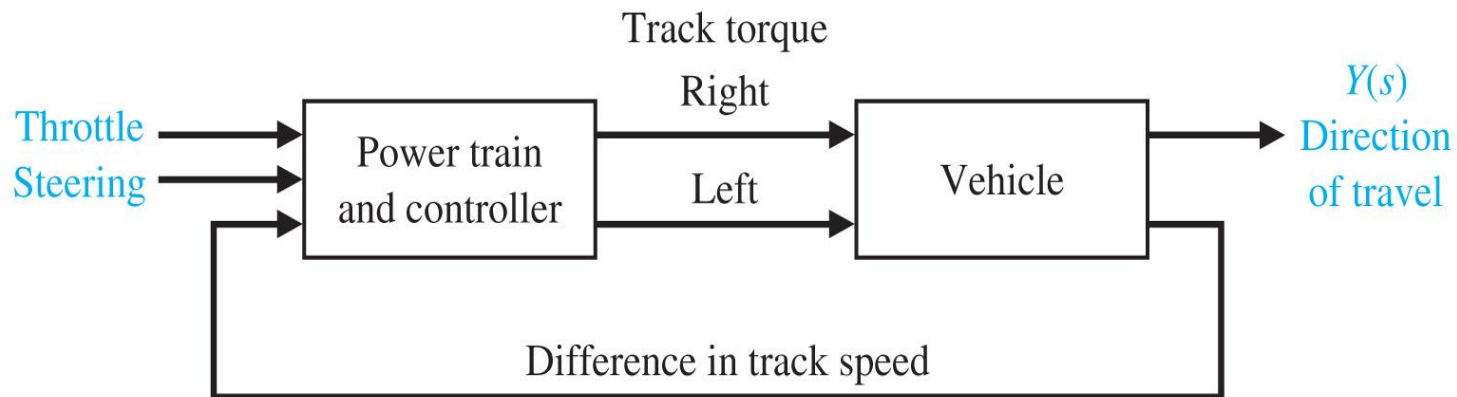 Track torque
Right
Throttle
Steering
Power train
and controller
Left
Vehicle
Y(s)
Direction
of travel
Difference in track speed